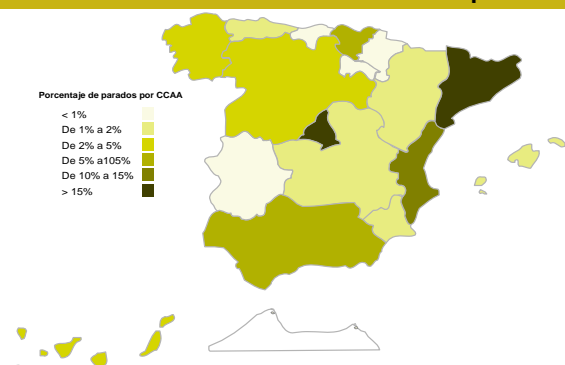 Porcentaje de parados por CCAA
< 1%
De 1% a 2%
De 2% a 5%
De 5% a105%
De 10% a 15%
> 15%